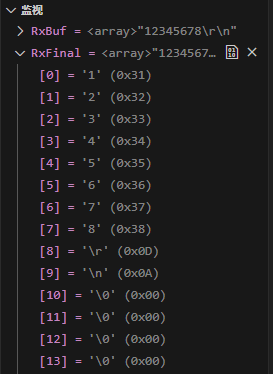 监视
RxBuf = <array>"12345678\r\n"
RxFinal = <array>"1234567...
[0] = '1' (0x31)
[1] = '2' (0x32)
[2] = '3' (0x33)
[3] = '4' (0x34)
[4] = '5' (0x35)
[5] = '6' (0x36)
[6] = '7' (0x37)
[7] = '8' (0x38)
[8] = '\r' (0x0D)
[9] = '\n' (0x0A)
[10] = '\0' (0x00)
[11] = '\0' (0x00)
[12] = '\0' (0x00)
[13] = '\0' (0x00)